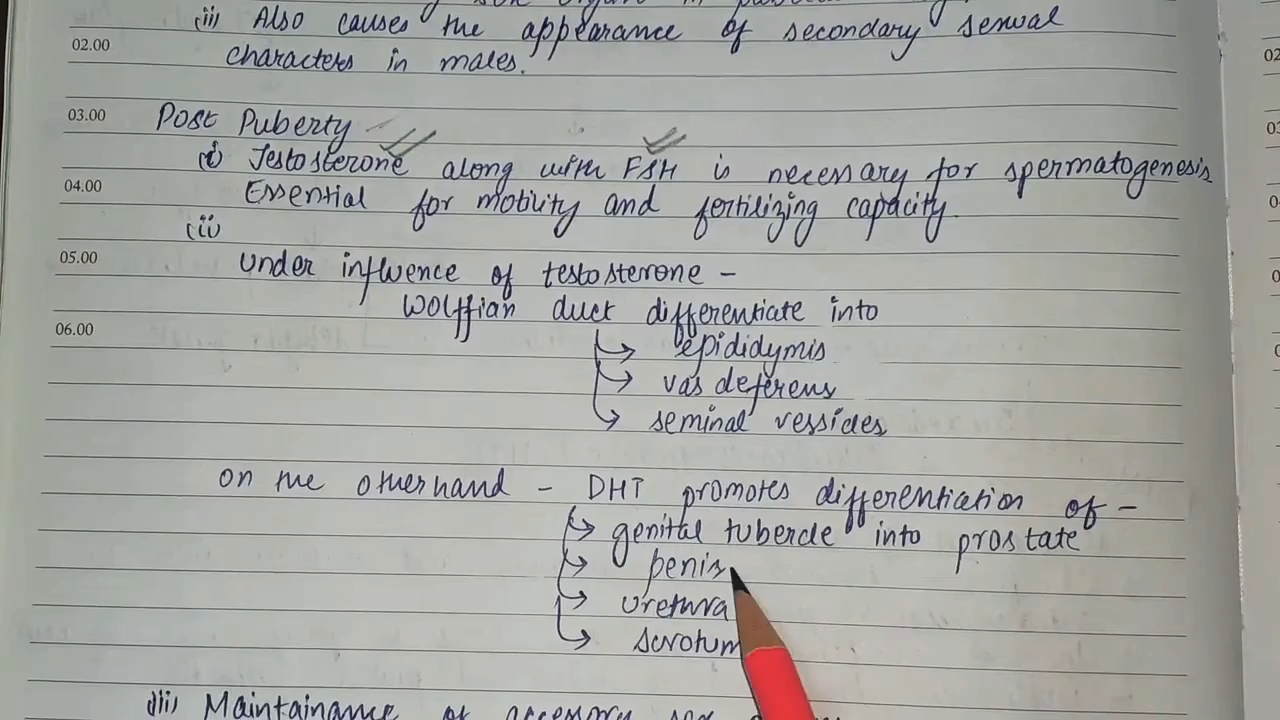 (ii) Also causes the appearance of secondary sexual
02.00 characters in males.
03.00 Post Puberty
(i) Testosterone along with FSH is necessary for spermatogenesis
04.00 Essential for motility and fertilizing capacity.
(ii)
05.00 Under influence of testosterone -
Wolffian duct differentiate into
06.00
epididymis
vas deferens
seminal vessicles
on the otherhand - DHT promotes differentiation of -
genital tubercle into prostate
penis
urethra
scrotum
(iii) Maintainance of accessory sex